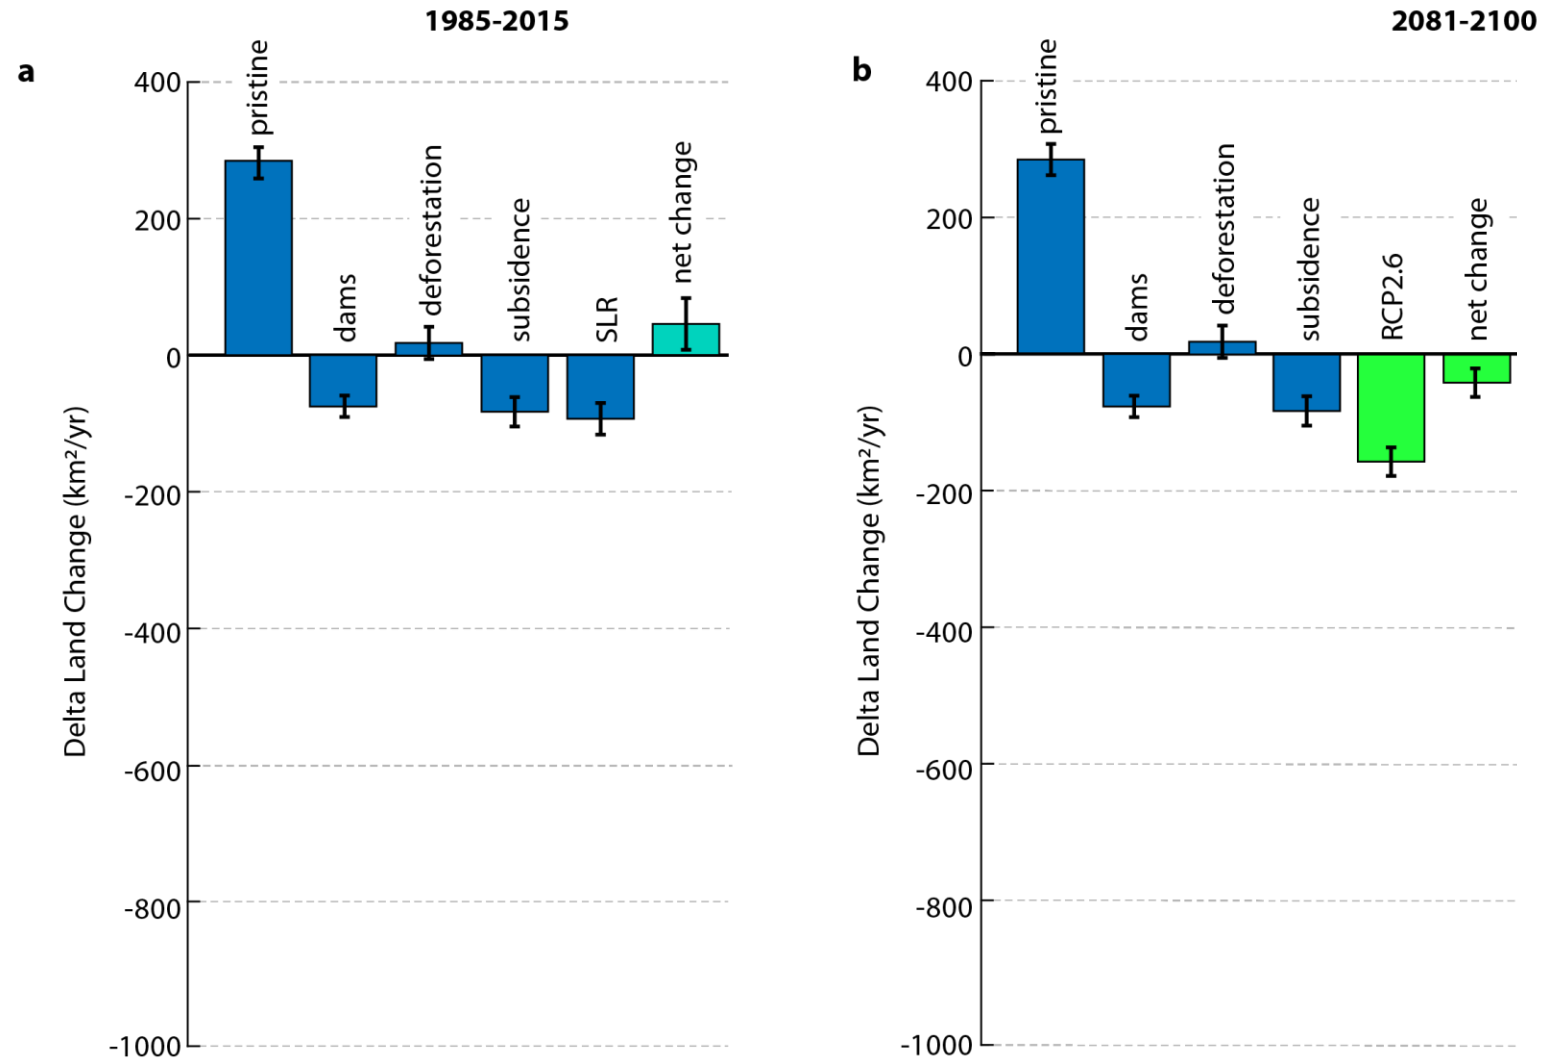 1985-2015
2081-2100
a
400
200
0
-200
-400
-600
-800
-1000
Delta Land Change (km²/yr)
pristine
dams
deforestation
subsidence
SLR
net change
b
400
200
0
-200
-400
-600
-800
-1000
Delta Land Change (km²/yr)
pristine
dams
deforestation
subsidence
RCP2.6
net change